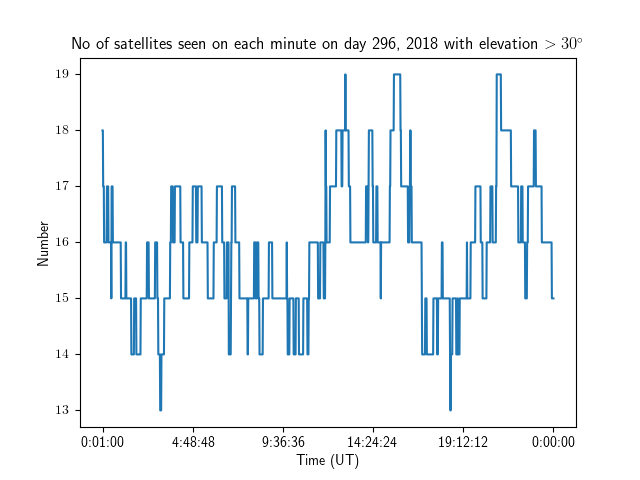 No of satellites seen on each minute on day 296, 2018 with elevation > 30°
19
18
17
16
15
14
13
Number
0:01:00 4:48:48 9:36:36 14:24:24 19:12:12 0:00:00
Time (UT)